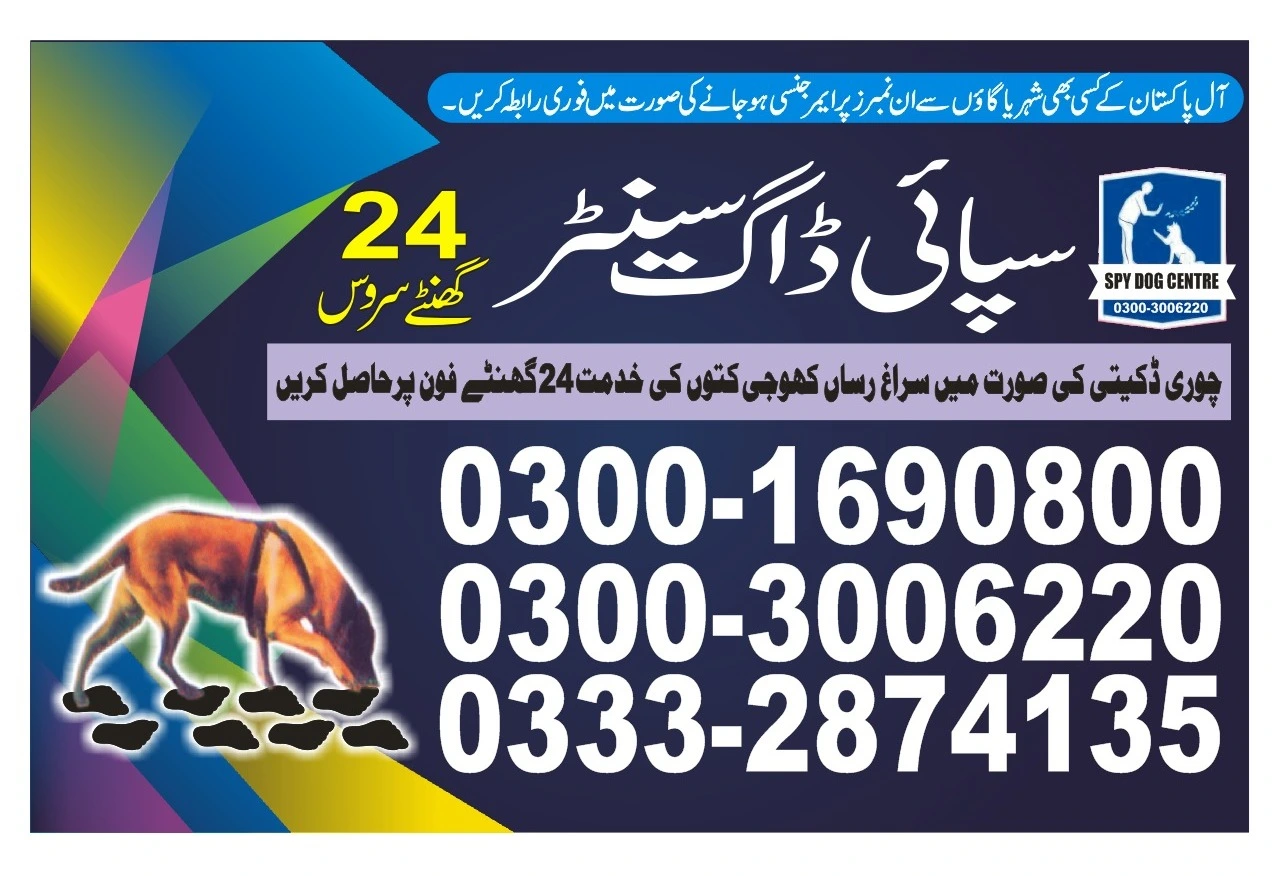 آل پاکستان کے کسی بھی شہر یا گاؤں سے ان نمبرز پر ایمرجنسی ہو جانے کی صورت میں فوری رابطہ کریں۔
سپائی ڈاگ سینٹر
24
گھنٹے سروس
SPY DOG CENTRE
0300-3006220
چوری ڈکیتی کی صورت میں سراغ رساں کھوجی کتوں کی خدمت 24 گھنٹے فون پر حاصل کریں
0300-1690800
0300-3006220
0333-2874135